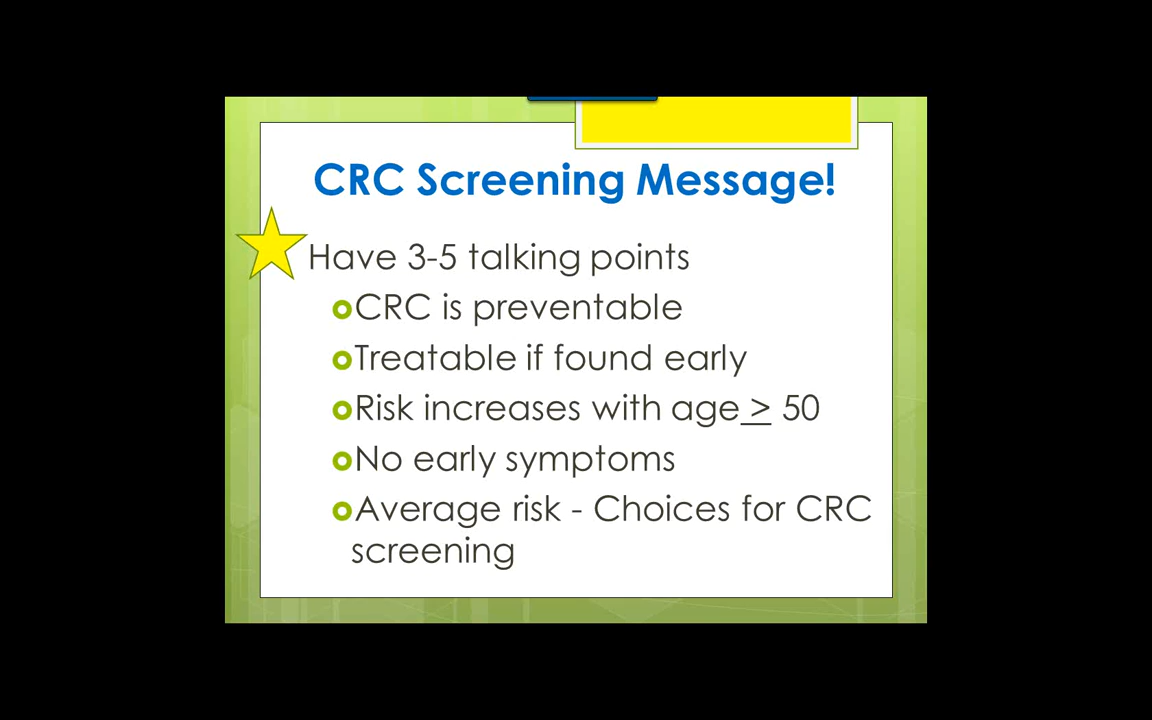 CRC Screening Message!
Have 3-5 talking points
CRC is preventable
Treatable if found early
Risk increases with age > 50
No early symptoms
Average risk - Choices for CRC
screening